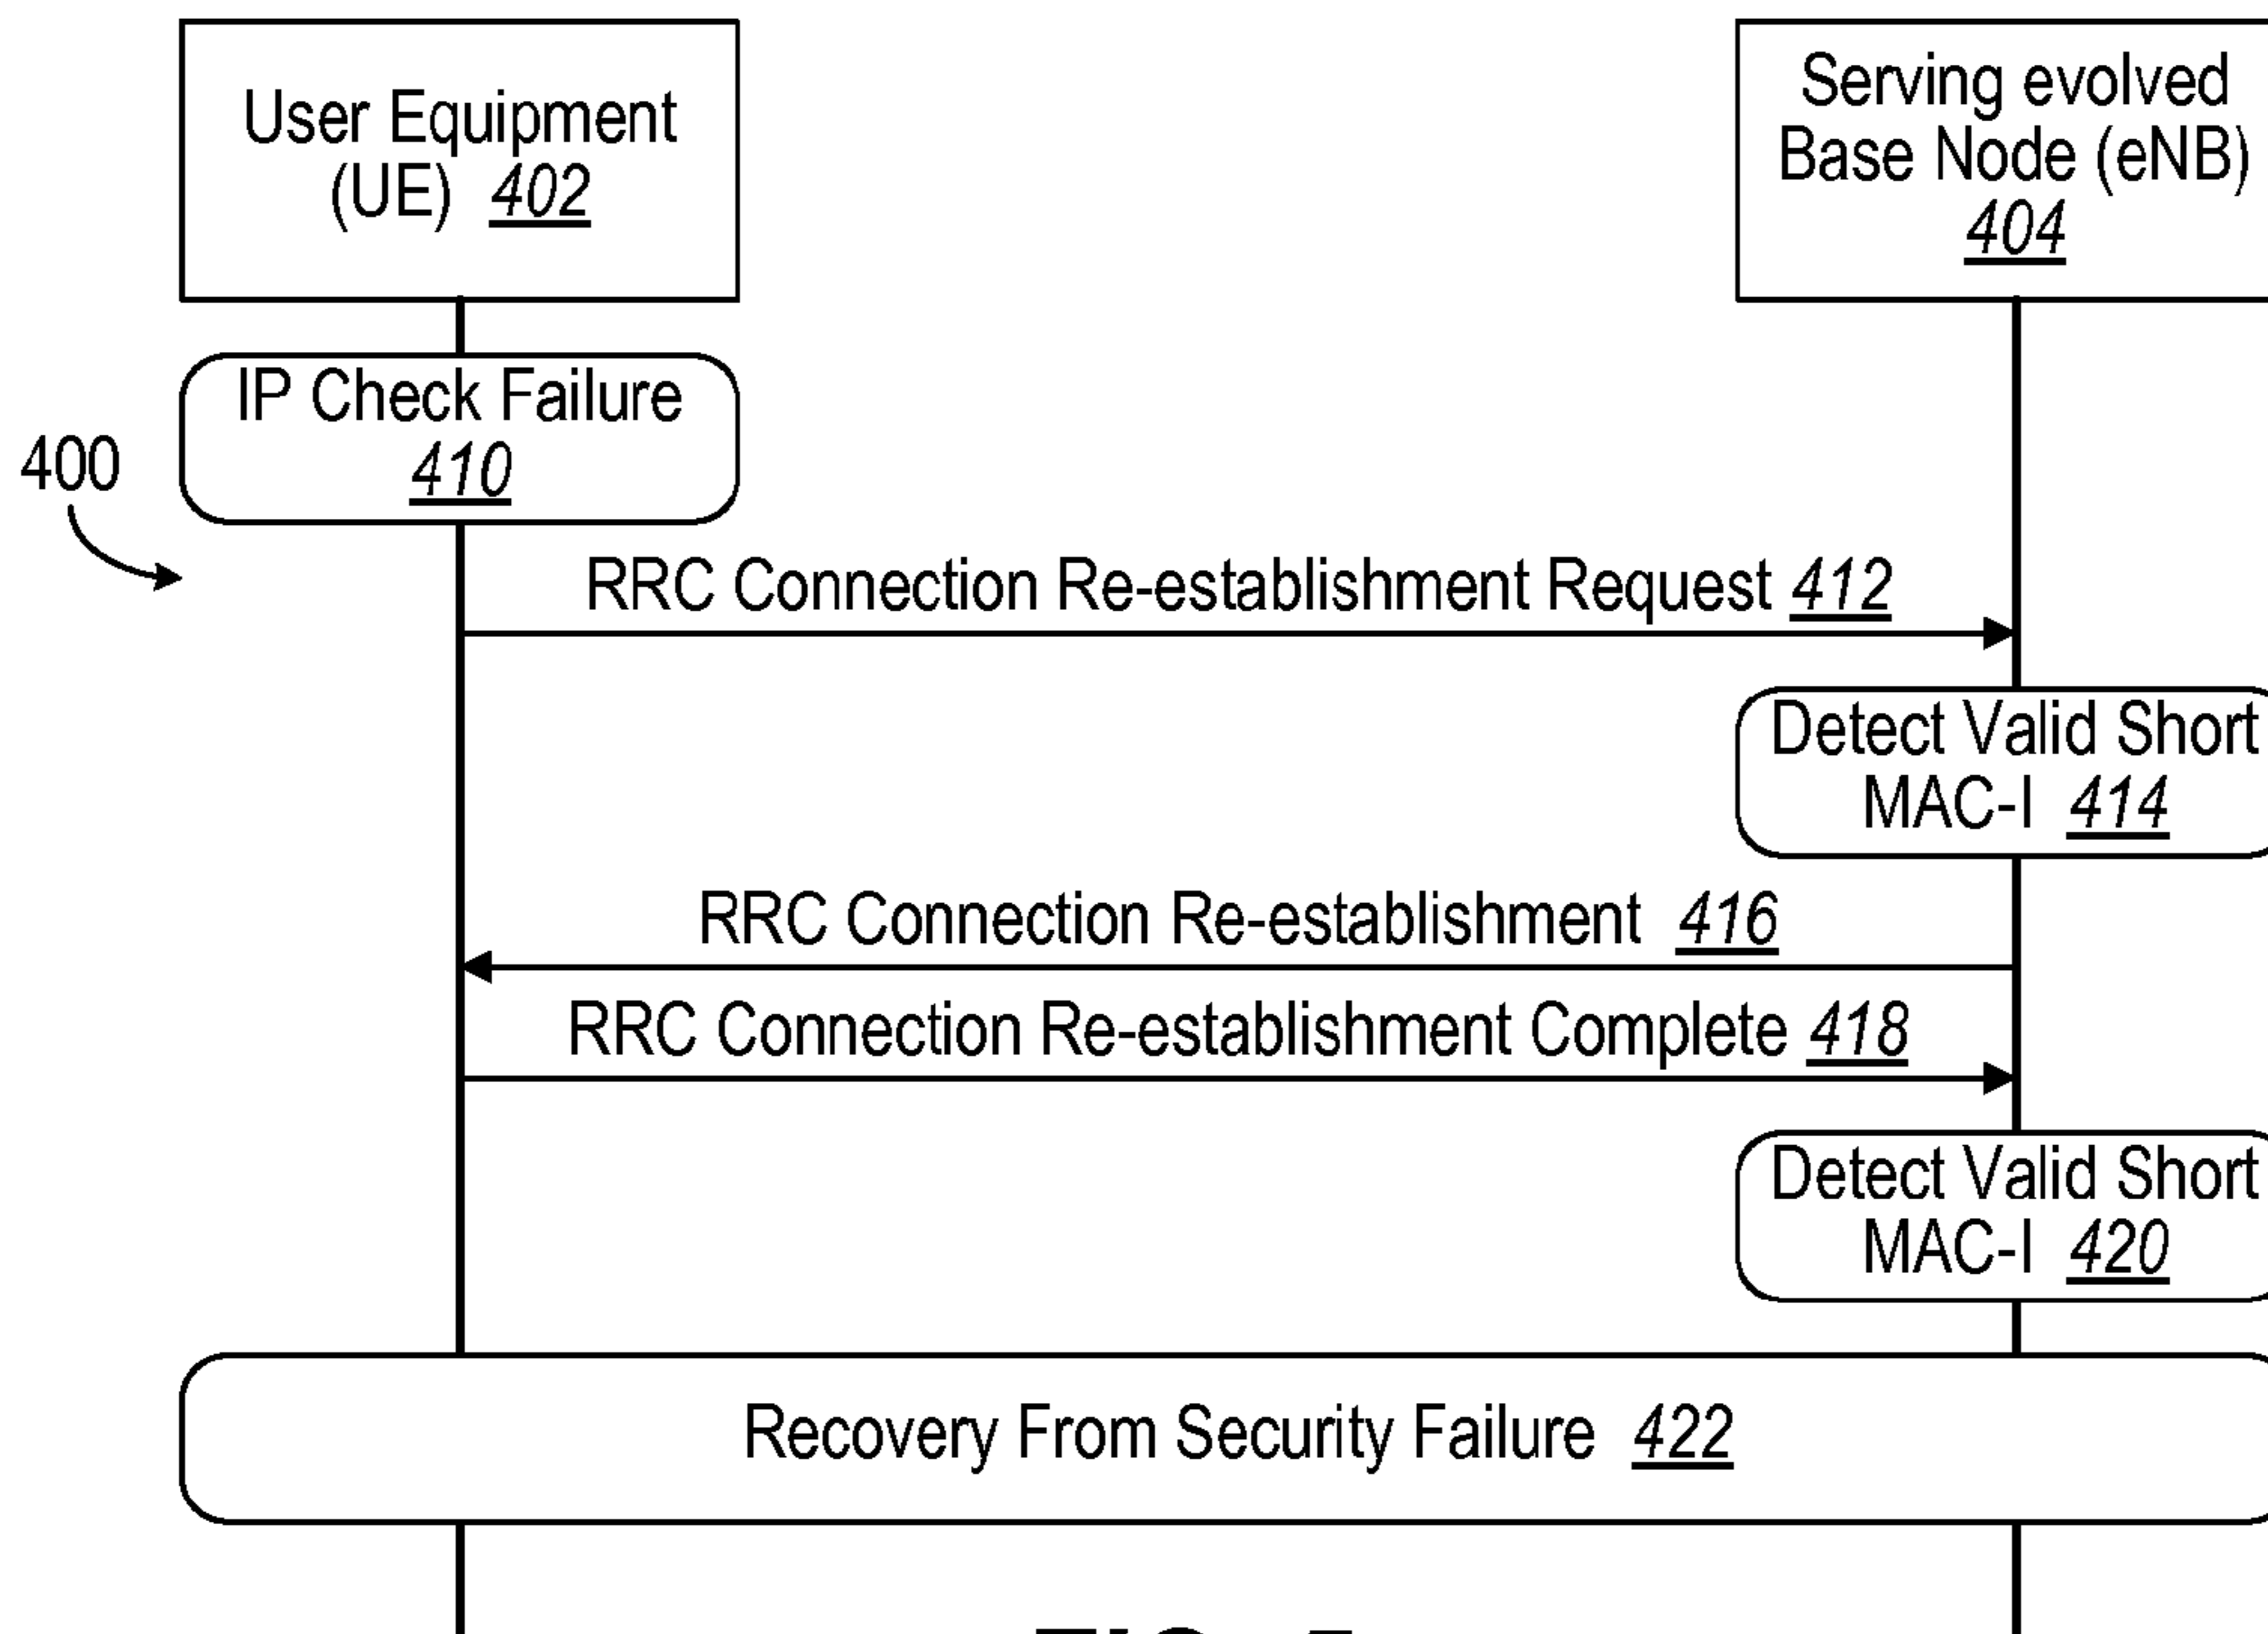 User Equipment
(UE) 402
Serving evolved
Base Node (eNB)
404
IP Check Failure
410
400
RRC Connection Re-establishment Request 412
Detect Valid Short
MAC-I 414
RRC Connection Re-establishment 416
RRC Connection Re-establishment Complete 418
Detect Valid Short
MAC-I 420
Recovery From Security Failure 422